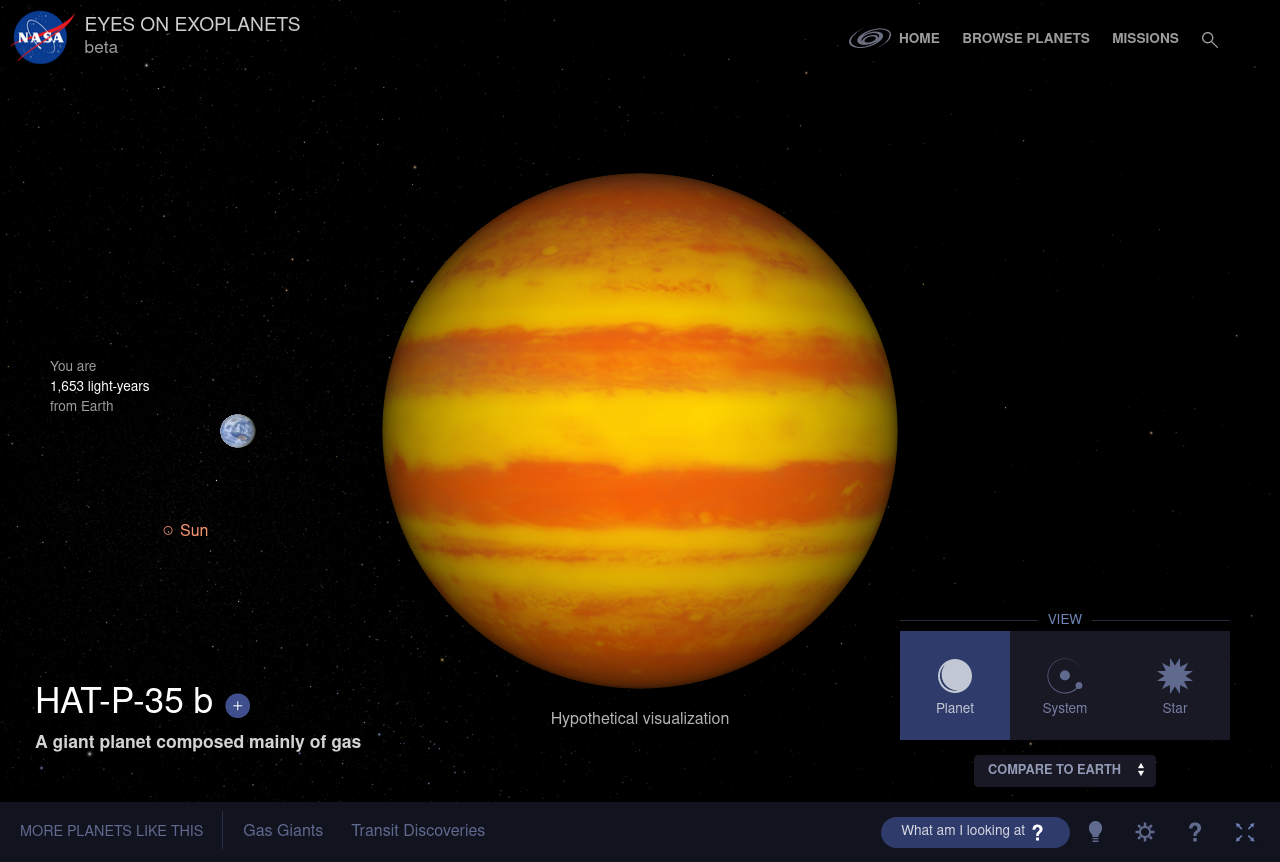 NASA
EYES ON EXOPLANETS
beta
HOME
BROWSE PLANETS
MISSIONS
You are
1,653 light-years
from Earth
Sun
HAT-P-35 b
+
A giant planet composed mainly of gas
Hypothetical visualization
VIEW
Planet
System
Star
COMPARE TO EARTH
MORE PLANETS LIKE THIS
Gas Giants
Transit Discoveries
What am I looking at ?
?